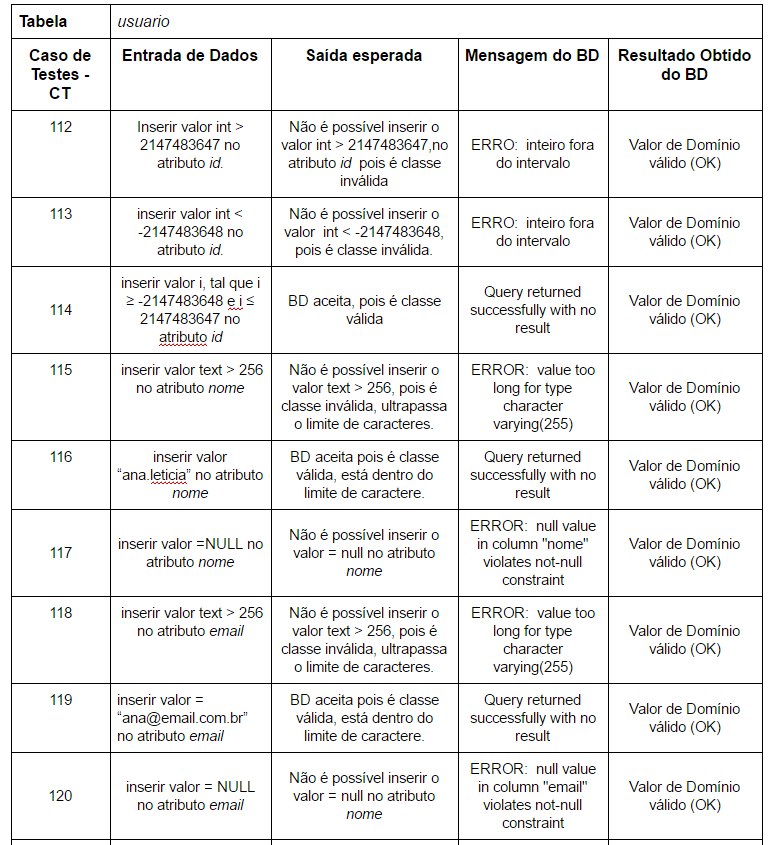 Tabela usuario
Caso de Testes - CT Entrada de Dados Saída esperada Mensagem do BD Resultado Obtido do BD
112
Inserir valor int >
2147483647 no
atributo id.
Não é possível inserir o
valor int > 2147483647,no
atributo id pois é classe
inválida
ERRO: inteiro fora
do intervalo
Valor de Domínio
válido (OK)
113
inserir valor int <
-2147483648 no
atributo id.
Não é possível inserir o
valor int < -2147483648,
pois é classe inválida.
ERRO: inteiro fora
do intervalo
Valor de Domínio
válido (OK)
114
inserir valor i, tal que i
≥ -2147483648 e i ≤
2147483647 no
atributo id
BD aceita, pois é classe
válida
Query returned
successfully with no
result
Valor de Domínio
válido (OK)
115
inserir valor text > 256
no atributo nome
Não é possível inserir o
valor text > 256, pois é
classe inválida, ultrapassa
o limite de caracteres.
ERROR: value too
long for type
character
varying(255)
Valor de Domínio
válido (OK)
116
inserir valor
“ana.leticia” no atributo
nome
BD aceita pois é classe
válida, está dentro do
limite de caractere.
Query returned
successfully with no
result
Valor de Domínio
válido (OK)
117
inserir valor =NULL no
atributo nome
Não é possível inserir o
valor = null no atributo
nome
ERROR: null value
in column "nome"
violates not-null
constraint
Valor de Domínio
válido (OK)
118
inserir valor text > 256
no atributo email
Não é possível inserir o
valor text > 256, pois é
classe inválida, ultrapassa
o limite de caracteres.
ERROR: value too
long for type
character
varying(255)
Valor de Domínio
válido (OK)
119
inserir valor =
“ana@email.com.br”
no atributo email
BD aceita pois é classe
válida, está dentro do
limite de caractere.
Query returned
successfully with no
result
Valor de Domínio
válido (OK)
120
inserir valor = NULL
no atributo email
Não é possível inserir o
valor = null no atributo
nome
ERROR: null value
in column "email"
violates not-null
constraint
Valor de Domínio
válido (OK)